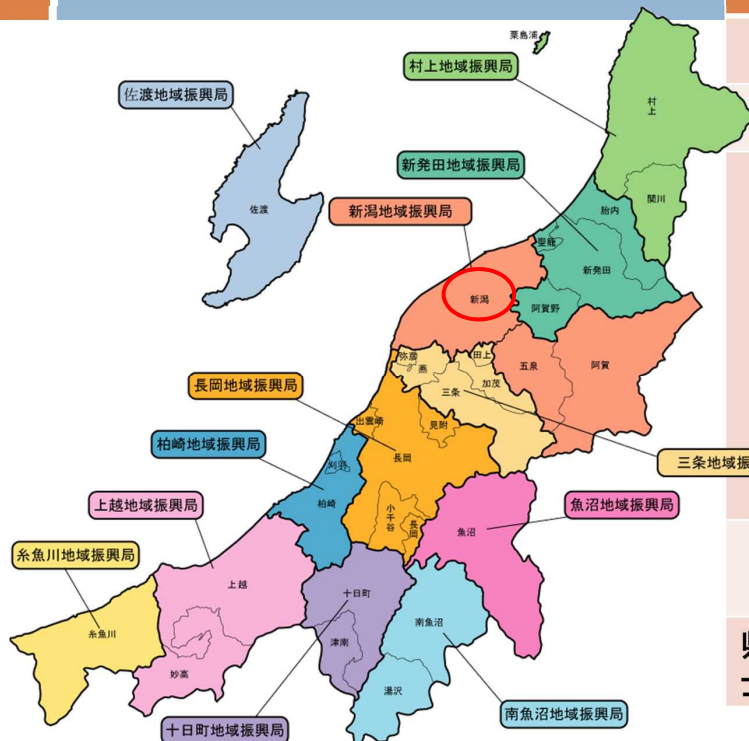 粟島浦
村上地域振興局
佐渡地域振興局
村上
新発田地域振興局
関川
新潟地域振興局
胎内
佐渡
聖籠
新発田
新潟
阿賀野
弥彦
田上
燕
五泉
阿賀
長岡地域振興局
三条
加茂
出雲崎
見附
柏崎地域振興局
長岡
三条地域振
刈羽
上越地域振興局
柏崎
小千谷
長岡
魚沼
魚沼地域振興局
糸魚川地域振興局
上越
十日町
糸魚川
津南
南魚沼
妙高
湯沢
南魚沼地域振興局
十日町地域振興局